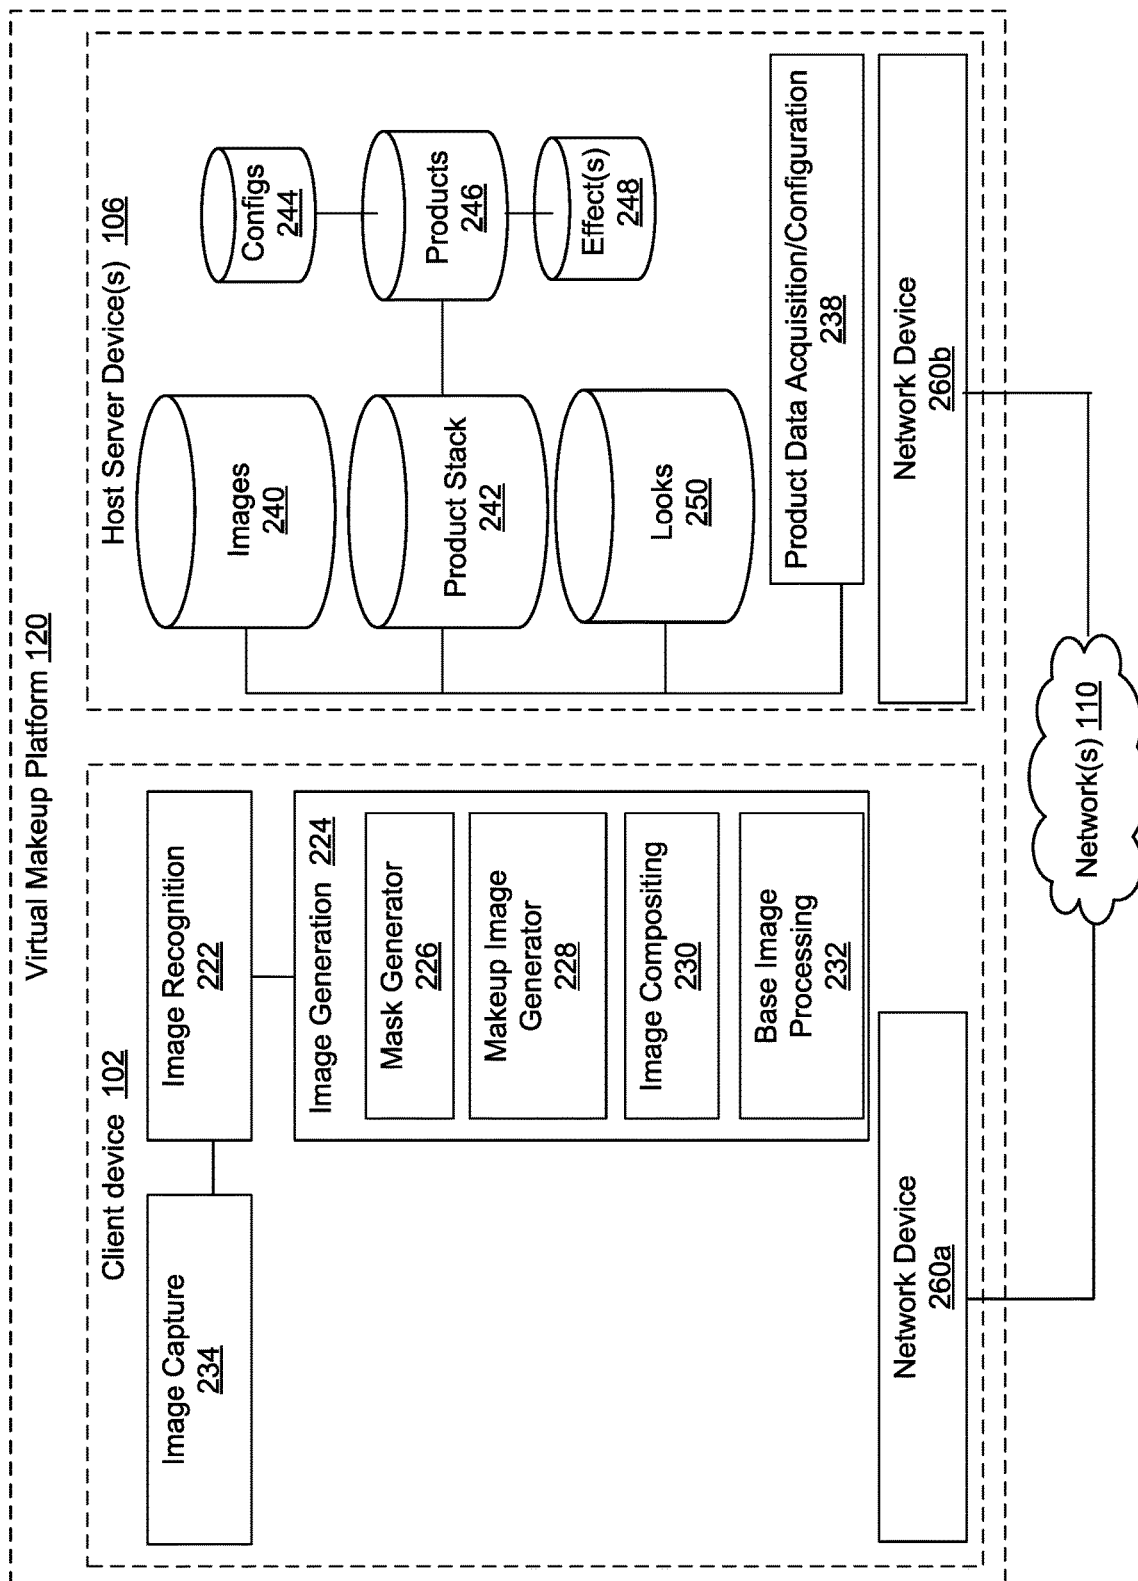 Virtual Makeup Platform 120
Client device 102
Image Capture
234
Image Recognition
222
Image Generation 224
Mask Generator
226
Makeup Image
Generator
228
Image Compositing
230
Base Image
Processing
232
Network Device
260a
Host Server Device(s) 106
Images
240
Product Stack
242
Looks
250
Configs
244
Products
246
Effect(s)
248
Product Data Acquisition/Configuration
238
Network Device
260b
Network(s) 110